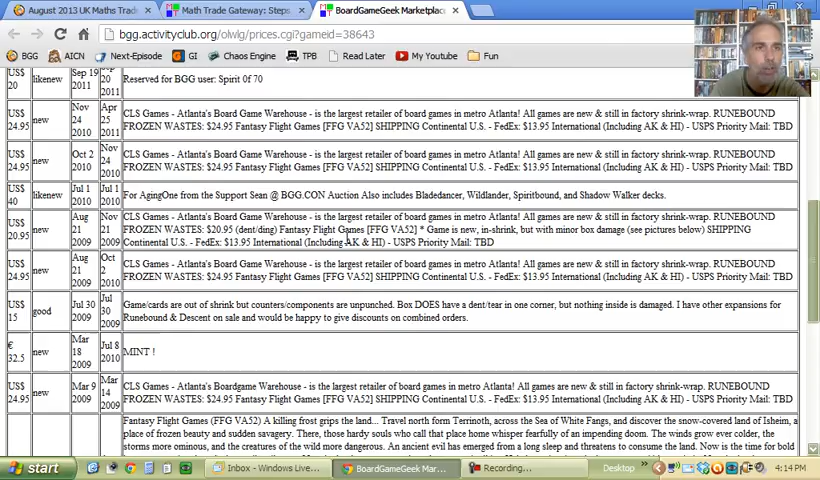 August 2013 UK Maths Trade
Math Trade Gateway: Steps
BoardGameGeek Marketplace
bgg.activityclub.org/olwlg/prices.cgi?gameid=38643
BGG AICN Next-Episode GI Chaos Engine TPB Read Later My Youtube Fun
US$ 20 likenew Sep 19 2011 20 2011 Reserved for BGG user: Spirit 0f 70
US$ 24.95 new Nov 24 2010 Apr 25 2011 CLS Games - Atlanta's Board Game Warehouse - is the largest retailer of board games in metro Atlanta! All games are new & still in factory shrink-wrap. RUNEBOUND
FROZEN WASTES: $24.95 Fantasy Flight Games [FFG VA52] SHIPPING Continental U.S. - FedEx: $13.95 International (Including AK & HI) - USPS Priority Mail: TBD
US$ 24.95 new Oct 2 2010 Nov 24 2010 CLS Games - Atlanta's Board Game Warehouse - is the largest retailer of board games in metro Atlanta! All games are new & still in factory shrink-wrap. RUNEBOUND
FROZEN WASTES: $24.95 Fantasy Flight Games [FFG VA52] SHIPPING Continental U.S. - FedEx: $13.95 International (Including AK & HI) - USPS Priority Mail: TBD
US$ 40 likenew Jul 1 2010 Jul 1 2010 For AgingOne from the Support Sean @ BGG.CON Auction Also includes Bladedancer, Wildlander, Spiritbound, and Shadow Walker decks.
US$ 20.95 new Aug 21 2009 Nov 21 2009 CLS Games - Atlanta's Board Game Warehouse - is the largest retailer of board games in metro Atlanta! All games are new & still in factory shrink-wrap. RUNEBOUND
FROZEN WASTES: $20.95 (dent/ding) Fantasy Flight Games [FFG VA52] * Game is new, in-shrink, but with minor box damage (see pictures below) SHIPPING
Continental U.S. - FedEx: $13.95 International (Including AK & HI) - USPS Priority Mail: TBD
US$ 24.95 new Aug 21 2009 Oct 2 2010 CLS Games - Atlanta's Board Game Warehouse - is the largest retailer of board games in metro Atlanta! All games are new & still in factory shrink-wrap. RUNEBOUND
FROZEN WASTES: $24.95 Fantasy Flight Games [FFG VA52] SHIPPING Continental U.S. - FedEx: $13.95 International (Including AK & HI) - USPS Priority Mail: TBD
US$ 15 good Jul 30 2009 Jul 30 2009 Game/cards are out of shrink but counters/components are unpunched. Box DOES have a dent/tear in one corner, but nothing inside is damaged. I have other expansions for
Runebound & Descent on sale and would be happy to give discounts on combined orders.
€ 32.5 new Mar 18 2009 Jul 8 2010 MINT !
US$ 24.95 new Mar 9 2009 Mar 14 2009 CLS Games - Atlanta's Boardgame Warehouse - is the largest retailer of board games in metro Atlanta! All games are new & still in factory shrink-wrap. RUNEBOUND
FROZEN WASTES: $24.95 Fantasy Flight Games [FFG VA52] SHIPPING Continental U.S. - FedEx: $13.95 International (Including AK & HI) - USPS Priority Mail: TBD
Fantasy Flight Games (FFG VA52) A killing frost grips the land... Travel north form Terrinoth, across the Sea of White Fangs, and discover the snow-covered land of Isheim, a
place of frozen beauty and sudden savagery. There, those hardy souls who call that place home whisper fearfully of an impending doom. The winds grow ever colder, the
storms more ominous, and the creatures of the wild more dangerous. An ancient evil has emerged from a long sleep and threatens to consume the land. Now is the time for bold
start Inbox - Windows Live... BoardGameGeek Mar... Recording... Desktop 4:14 PM